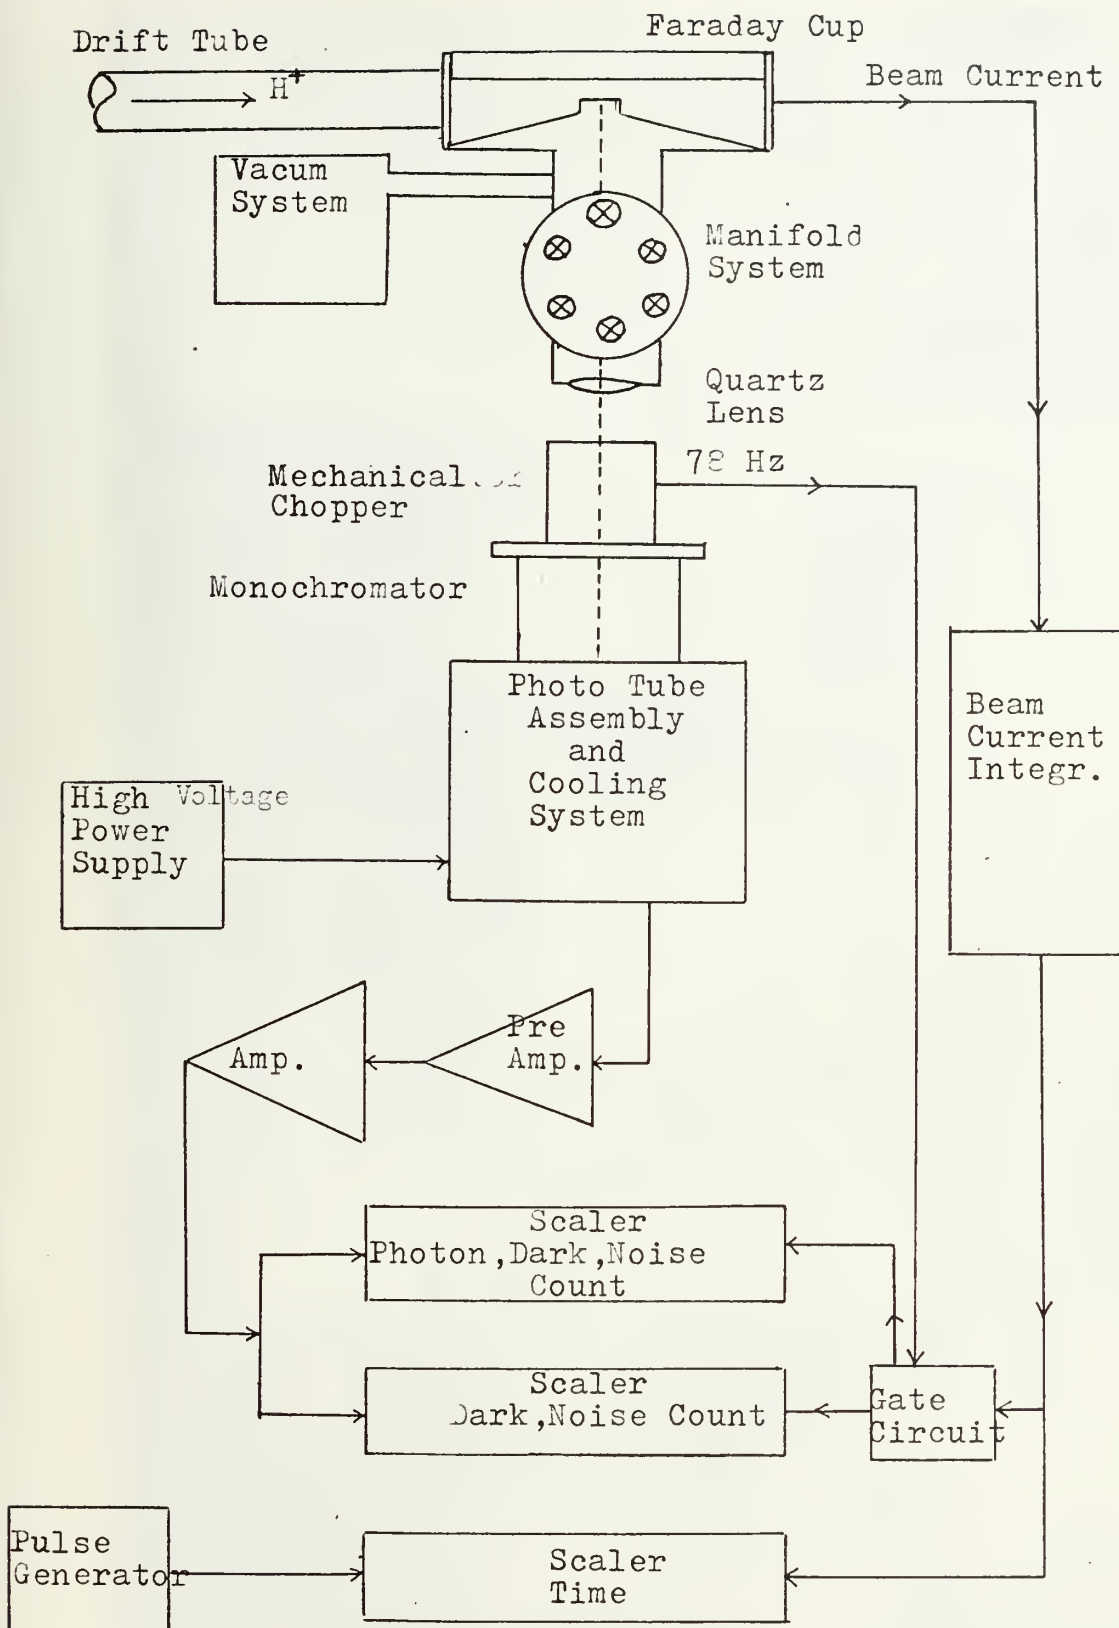 Faraday Cup
Drift Tube
Beam Current
H+
Vacum
System
Manifold
System
Quartz
Lens
78 Hz
Mechanical
Chopper
Monochromator
Photo Tube
Assembly
and
Cooling
System
Beam
Current
Integr.
High Voltage
Power
Supply
Pre
Amp.
Amp.
Scaler
Photon,Dark,Noise
Count
Scaler
Dark,Noise Count
Gate
Circuit
Pulse
Generator
Scaler
Time